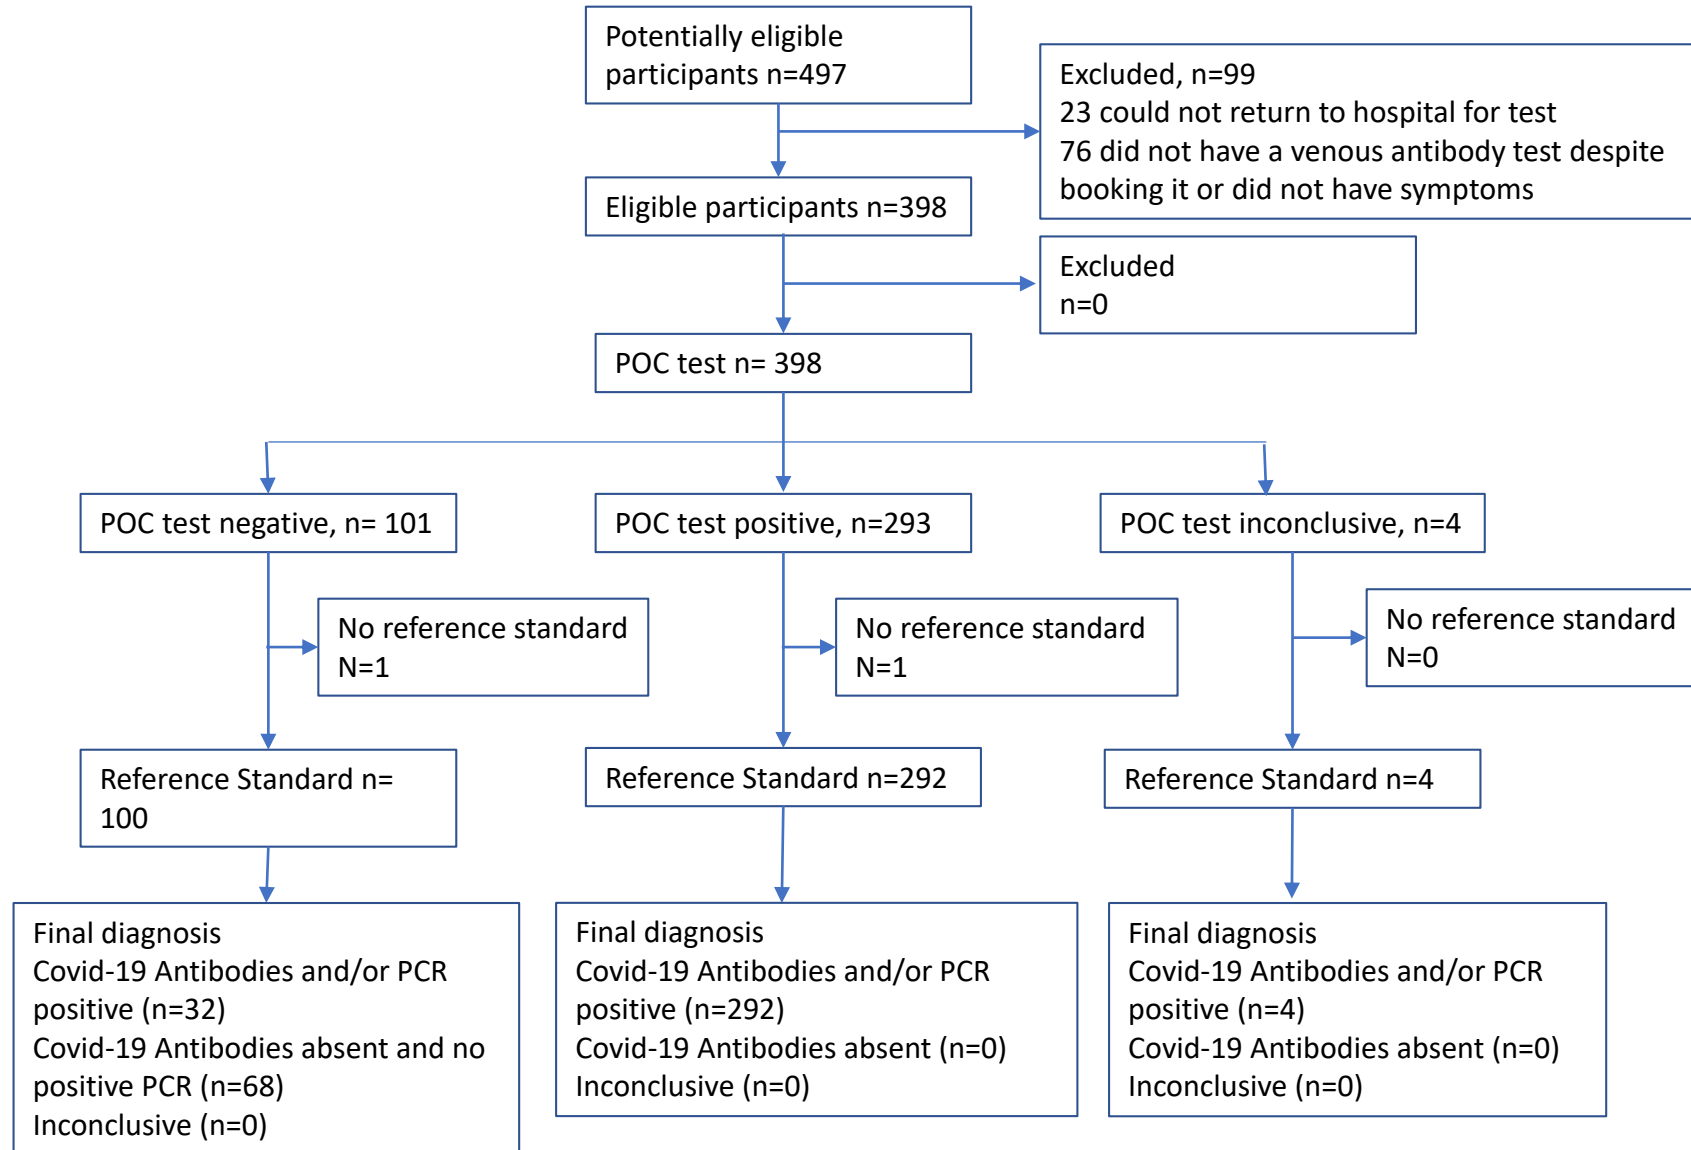 Potentially eligible
participants n=497
Excluded, n=99
23 could not return to hospital for test
76 did not have a venous antibody test despite
booking it or did not have symptoms
Eligible participants n=398
Excluded
n=0
POC test n= 398
POC test negative, n= 101
POC test positive, n=293
POC test inconclusive, n=4
No reference standard
N=1
No reference standard
N=1
No reference standard
N=0
Reference Standard n=
100
Reference Standard n=292
Reference Standard n=4
Final diagnosis
Covid-19 Antibodies and/or PCR
positive (n=32)
Covid-19 Antibodies absent and no
positive PCR (n=68)
Inconclusive (n=0)
Final diagnosis
Covid-19 Antibodies and/or PCR
positive (n=292)
Covid-19 Antibodies absent (n=0)
Inconclusive (n=0)
Final diagnosis
Covid-19 Antibodies and/or PCR
positive (n=4)
Covid-19 Antibodies absent (n=0)
Inconclusive (n=0)